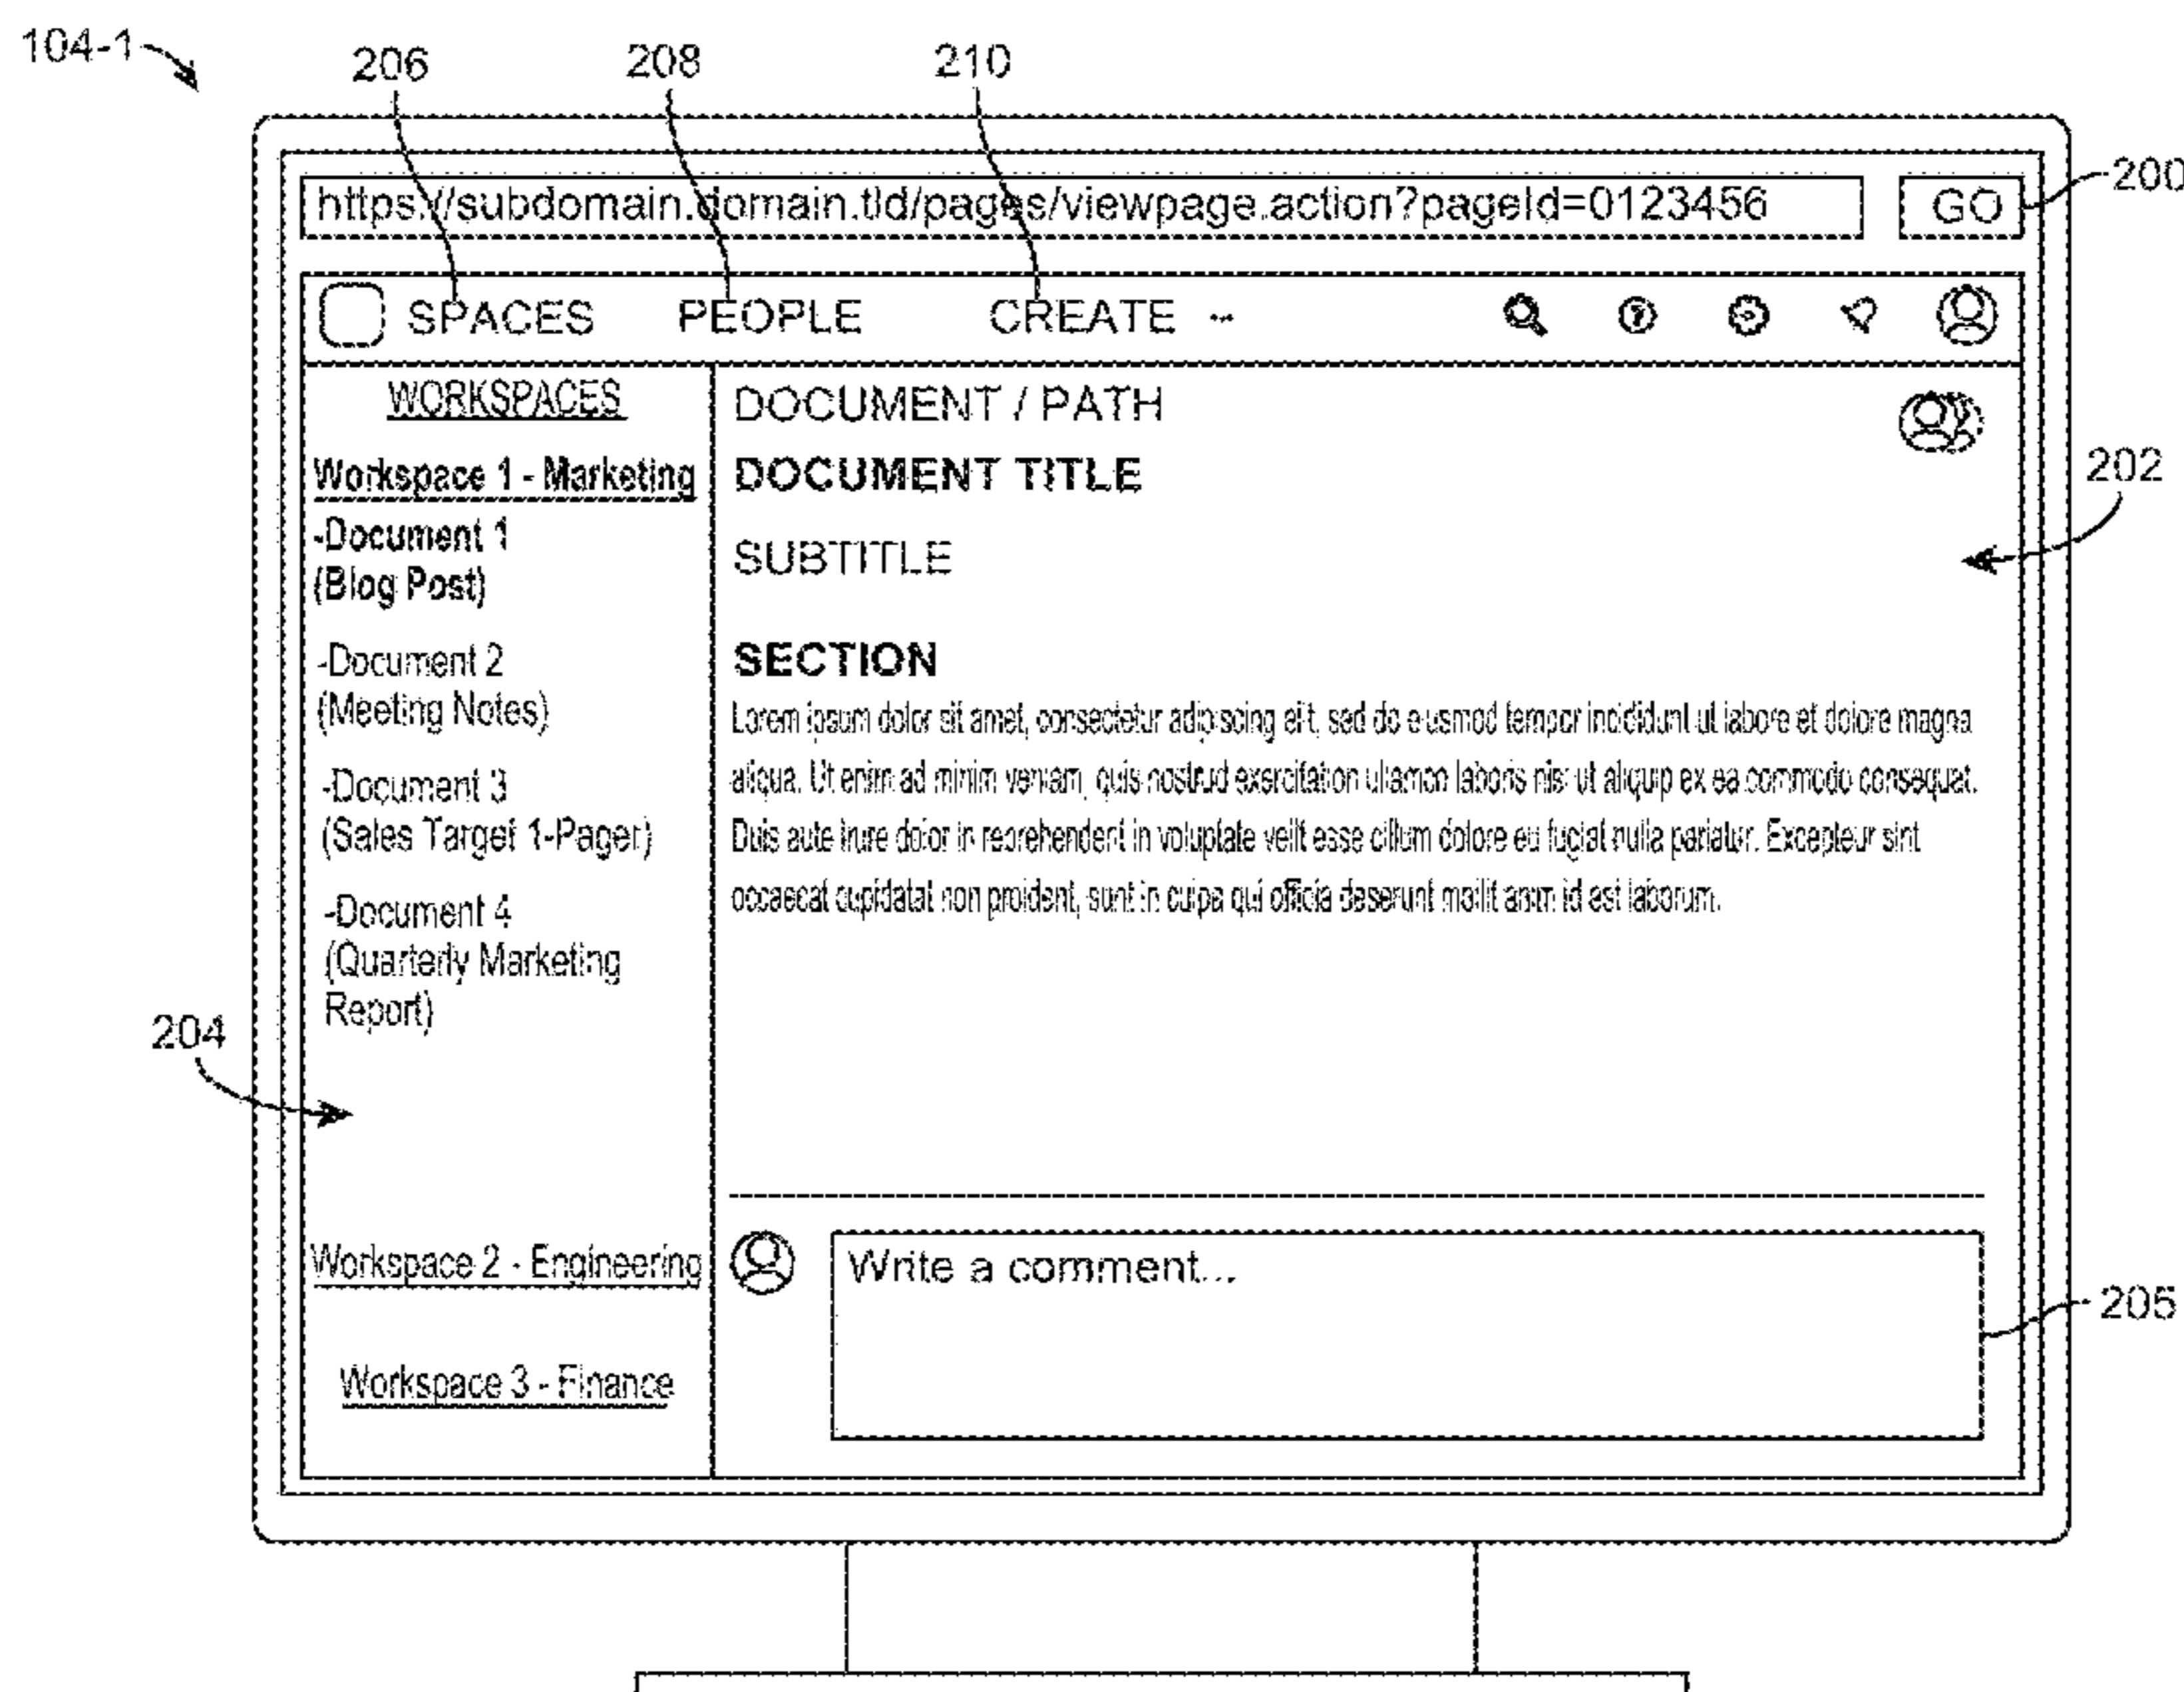 104-1
206 208 210
https://subdomain.domain.tld/pages/viewpage.action?pageId=0123456 GO
200
SPACES PEOPLE CREATE ...
WORKSPACES
Workspace 1 - Marketing
-Document 1
(Blog Post)
-Document 2
(Meeting Notes)
-Document 3
(Sales Target 1-Pager)
-Document 4
(Quarterly Marketing
Report)
204
Workspace 2 - Engineering
Workspace 3 - Finance
DOCUMENT / PATH
DOCUMENT TITLE
202
SUBTITLE
SECTION
Lorem ipsum dolor sit amet, consectetur adipiscing elit, sed do eiusmod tempor incididunt ut labore et dolore magna
aliqua. Ut enim ad minim veniam, quis nostrud exercitation ullamco laboris nisi ut aliquip ex ea commodo consequat.
Duis aute irure dolor in reprehenderit in voluptate velit esse cillum dolore eu fugiat nulla pariatur. Excepteur sint
occaecat cupidatat non proident, sunt in culpa qui officia deserunt mollit anim id est laborum.
Write a comment...
205